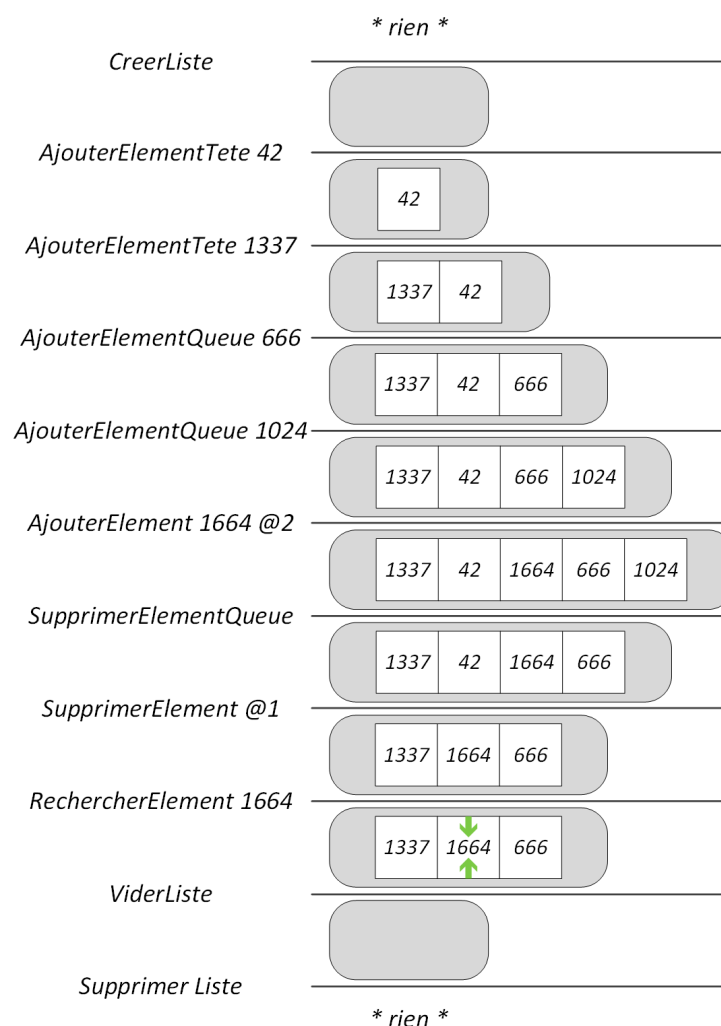 * rien *
CreerListe
AjouterElementTete 42
42
AjouterElementTete 1337
1337 42
AjouterElementQueue 666
1337 42 666
AjouterElementQueue 1024
1337 42 666 1024
AjouterElement 1664 @2
1337 42 1664 666 1024
SupprimerElementQueue
1337 42 1664 666
SupprimerElement @1
1337 1664 666
RechercherElement 1664
1337 1664 666
ViderListe
Supprimer Liste
* rien *